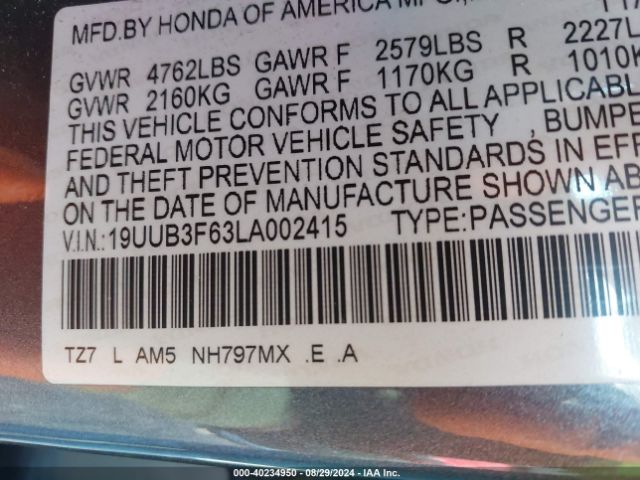 MFD.BY HONDA OF AMERICA
GVWR 4762LBS GAWR F 2579LBS R 2227L
GVWR 2160KG GAWR F 1170KG R 1010K
THIS VEHICLE CONFORMS TO ALL APPLICABL
FEDERAL MOTOR VEHICLE SAFETY , BUMPE
AND THEFT PREVENTION STANDARDS IN EFF
ON THE DATE OF MANUFACTURE SHOWN AB
V.I.N.:19UUB3F63LA002415 TYPE:PASSENGER
TZ7 L AM5 NH797MX .E .A
000-40234950 - 08/29/2024 - IAA Inc.